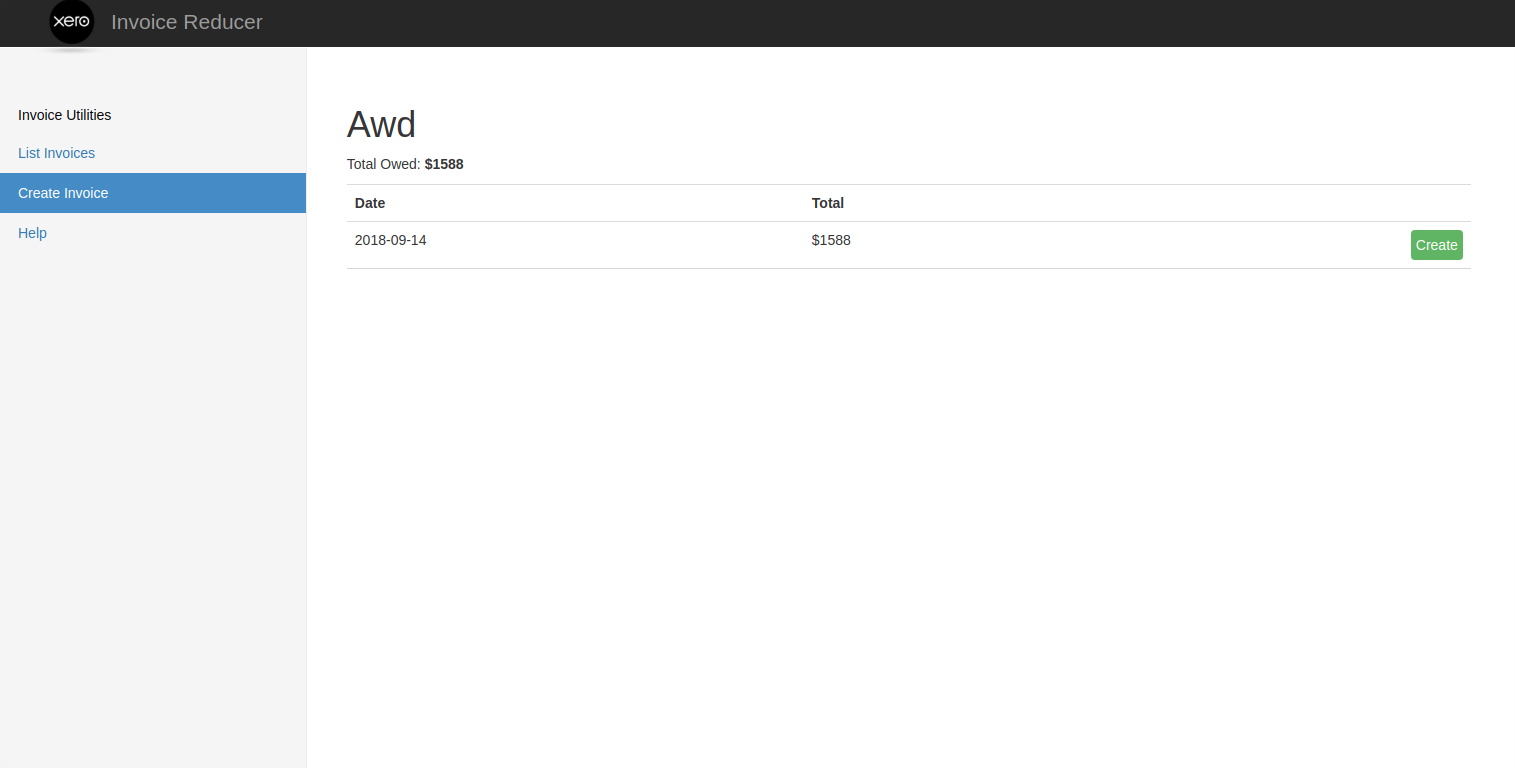 xero Invoice Reducer
Invoice Utilities
List Invoices
Create Invoice
Help
Awd
Total Owed: $1588
Date Total
2018-09-14 $1588 Create